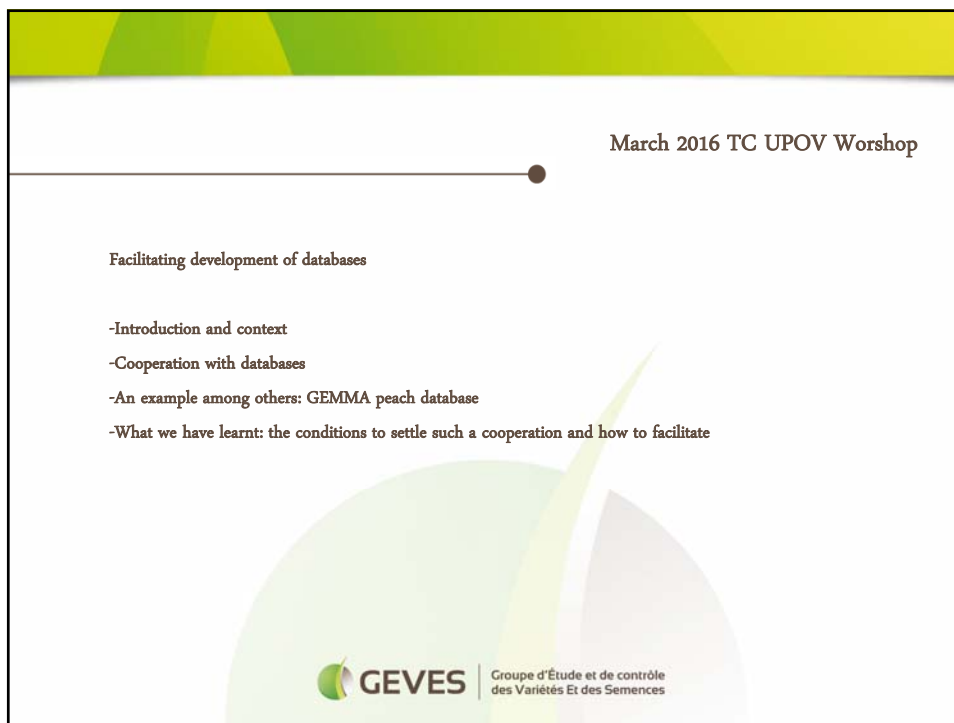 March 2016 TC UPOV Worshop
Facilitating development of databases
-Introduction and context
-Cooperation with databases
-An example among others: GEMMA peach database
-What we have learnt: the conditions to settle such a cooperation and how to facilitate
GEVES
Groupe d'Étude et de contrôle
des Variétés Et des Semences